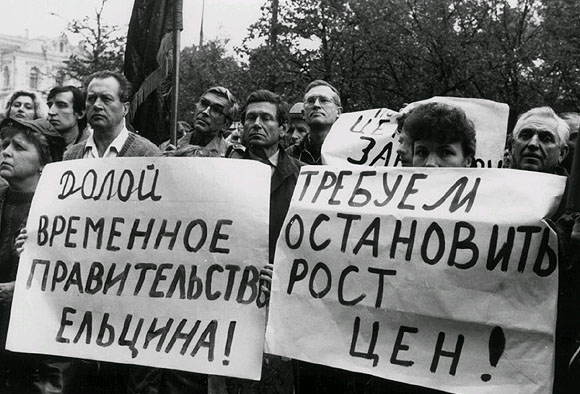 ДОЛОЙ
ВРЕМЕННОЕ
ПРАВИТЕЛЬСТВО
ЕЛЬЦИНА!
ТРЕБУЕМ
ОСТАНОВИТЬ
РОСТ
ЦЕН!